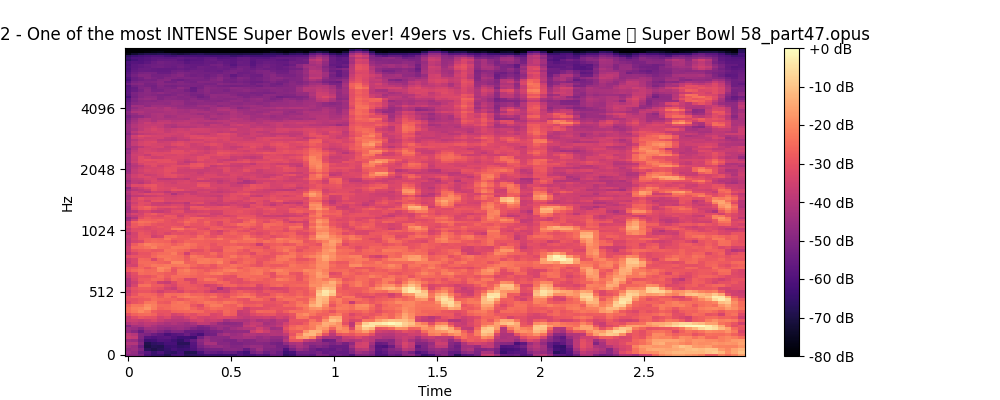 2 - One of the most INTENSE Super Bowls ever! 49ers vs. Chiefs Full Game ▯ Super Bowl 58_part47.opus
+0 dB
4096
-10 dB
-20 dB
2048
-30 dB
Hz
1024
-40 dB
-50 dB
512
-60 dB
-70 dB
0
-80 dB
0 0.5 1 1.5 2 2.5
Time